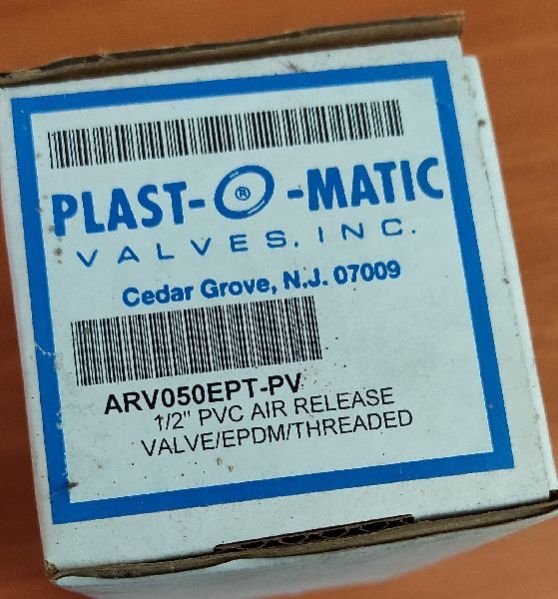 PLAST-O®-MATIC
VALVES, INC.
Cedar Grove, N.J. 07009
ARV050EPT-PV
1/2" PVC AIR RELEASE
VALVE/EPDM/THREADED